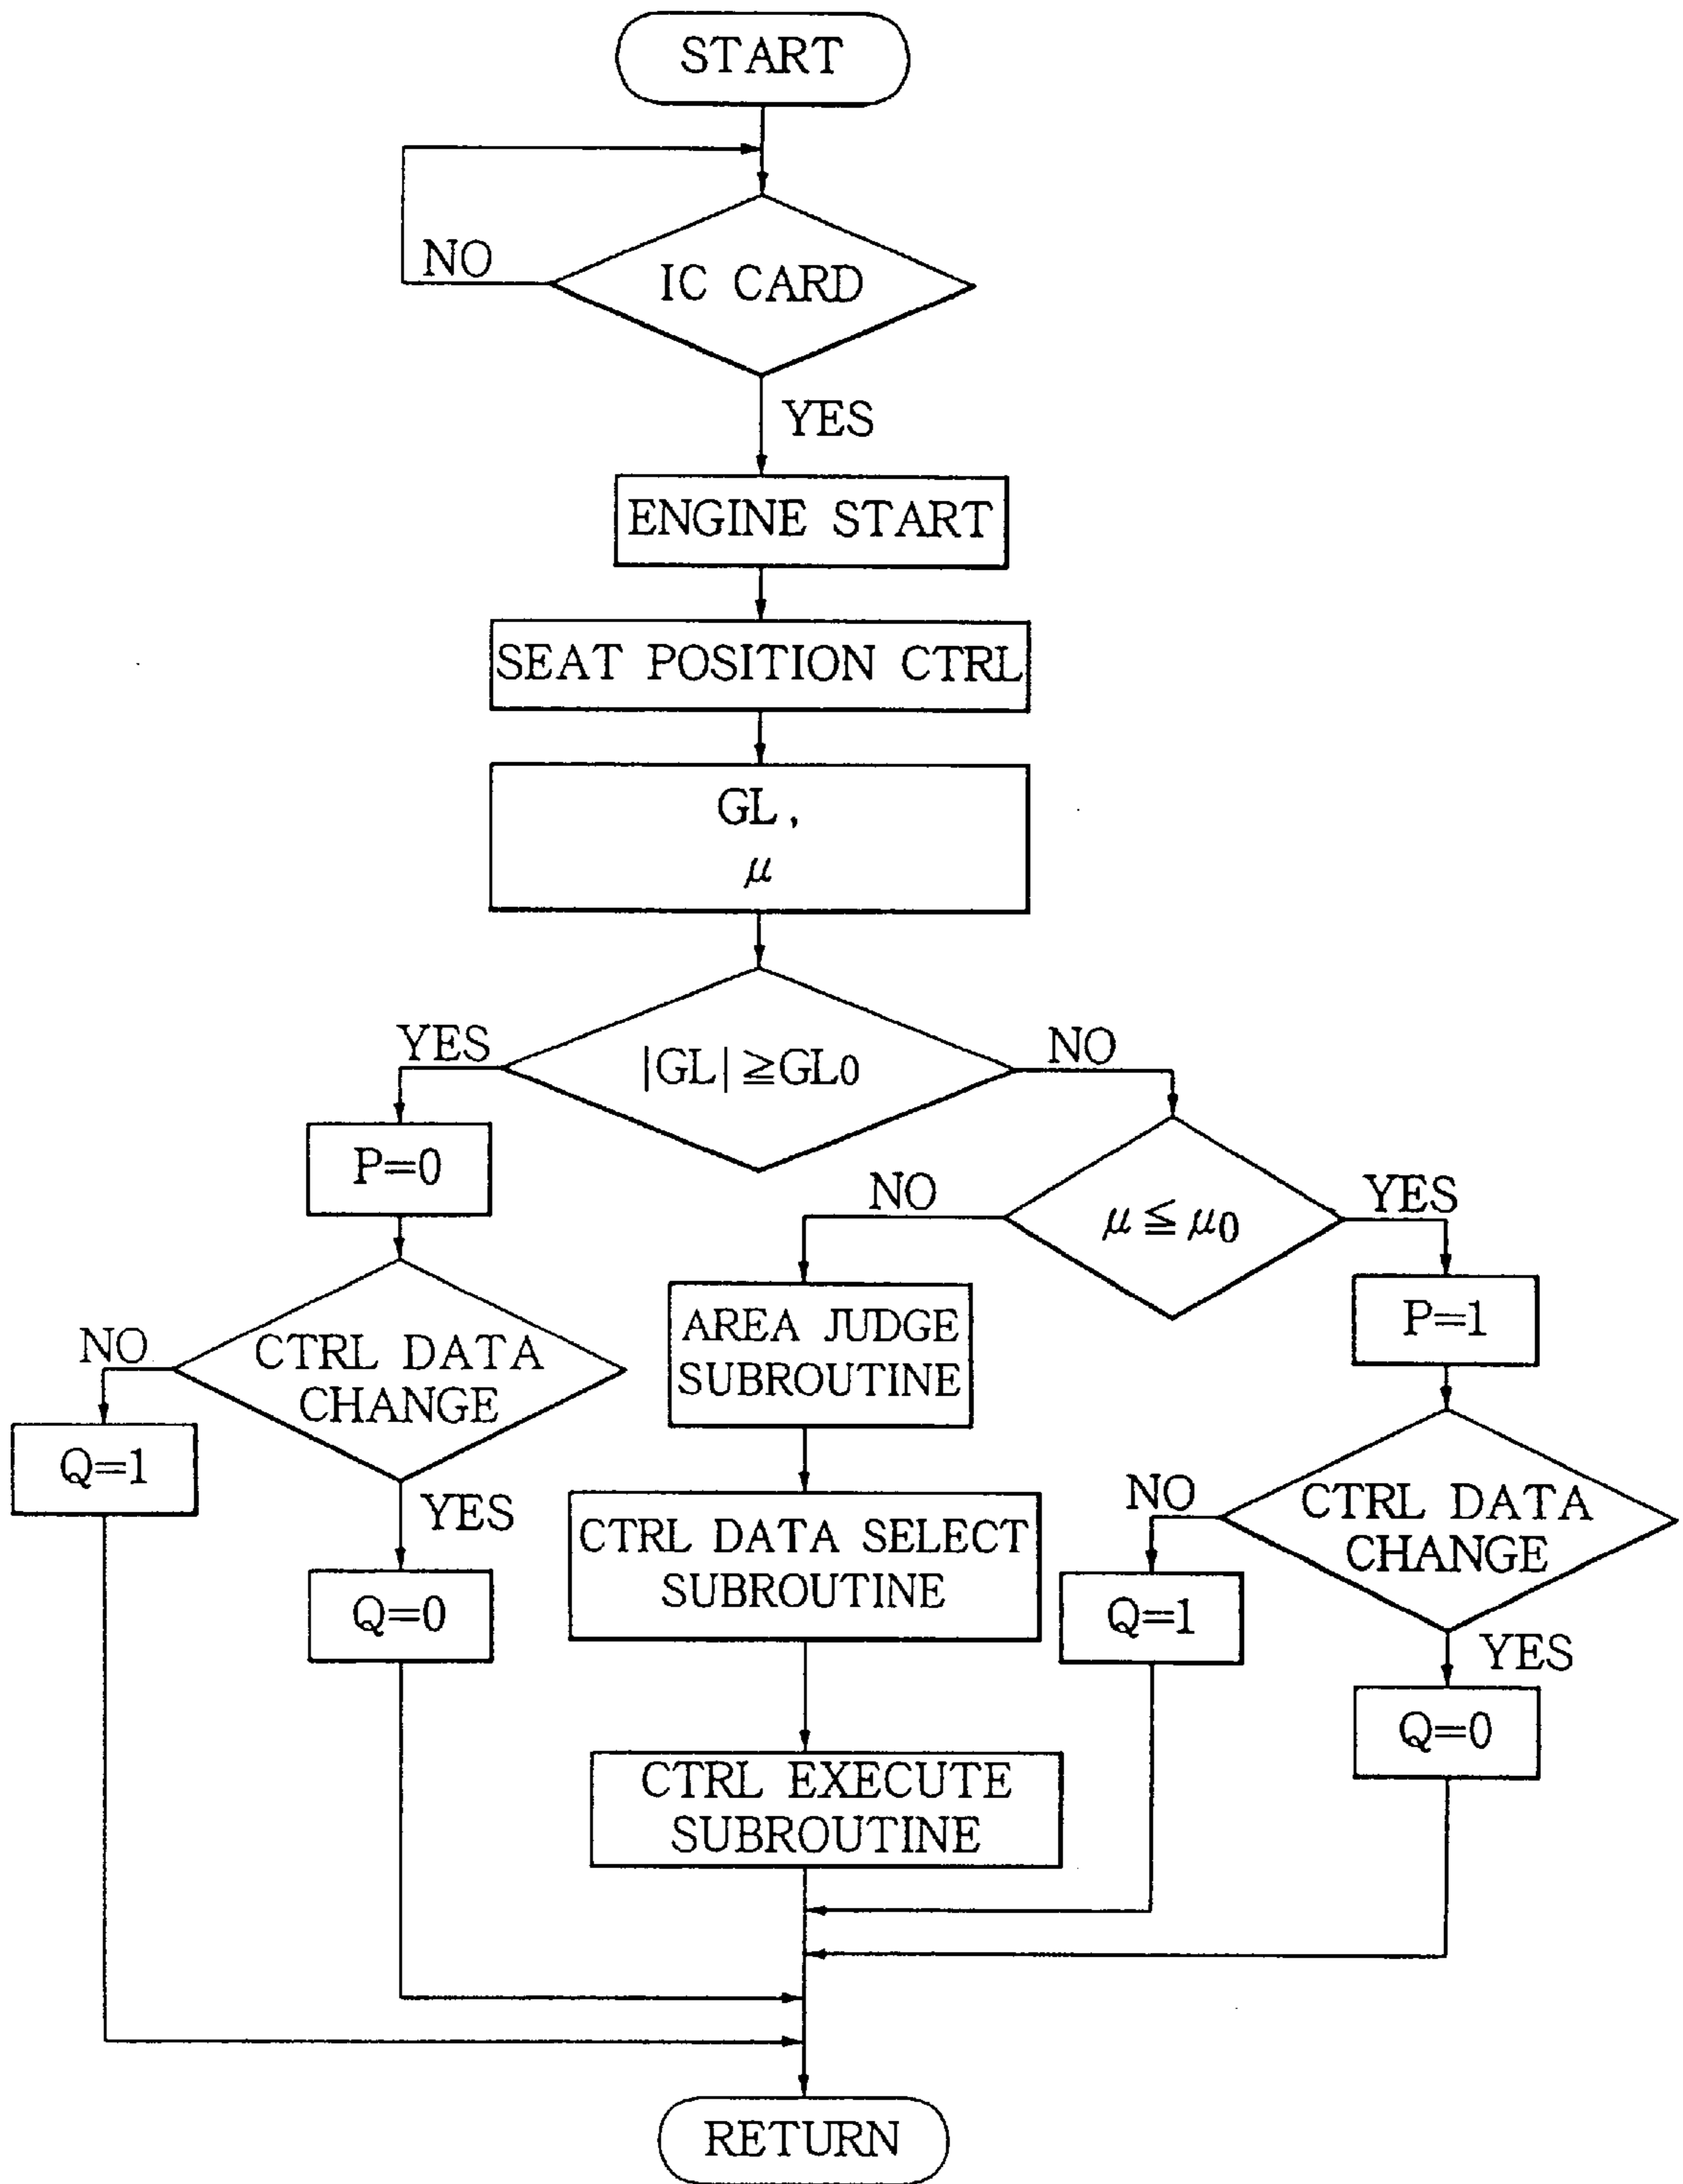 START
NO
IC CARD
YES
ENGINE START
SEAT POSITION CTRL
GL,
μ
YES
|GL|≧GL0
NO
P=0
NO
μ≦μ0
YES
AREA JUDGE
SUBROUTINE
P=1
NO
CTRL DATA
CHANGE
Q=1
YES
CTRL DATA SELECT
SUBROUTINE
NO
CTRL DATA
CHANGE
Q=0
Q=1
YES
Q=0
CTRL EXECUTE
SUBROUTINE
RETURN